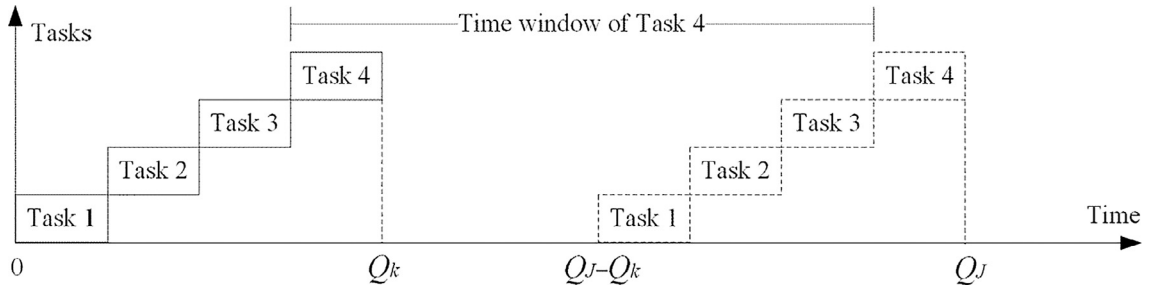 Tasks
Time window of Task 4
Task 4
Task 4
Task 3
Task 3
Task 2
Task 2
Task 1
Task 1
Time
0
Qk
QJ–Qk
QJ